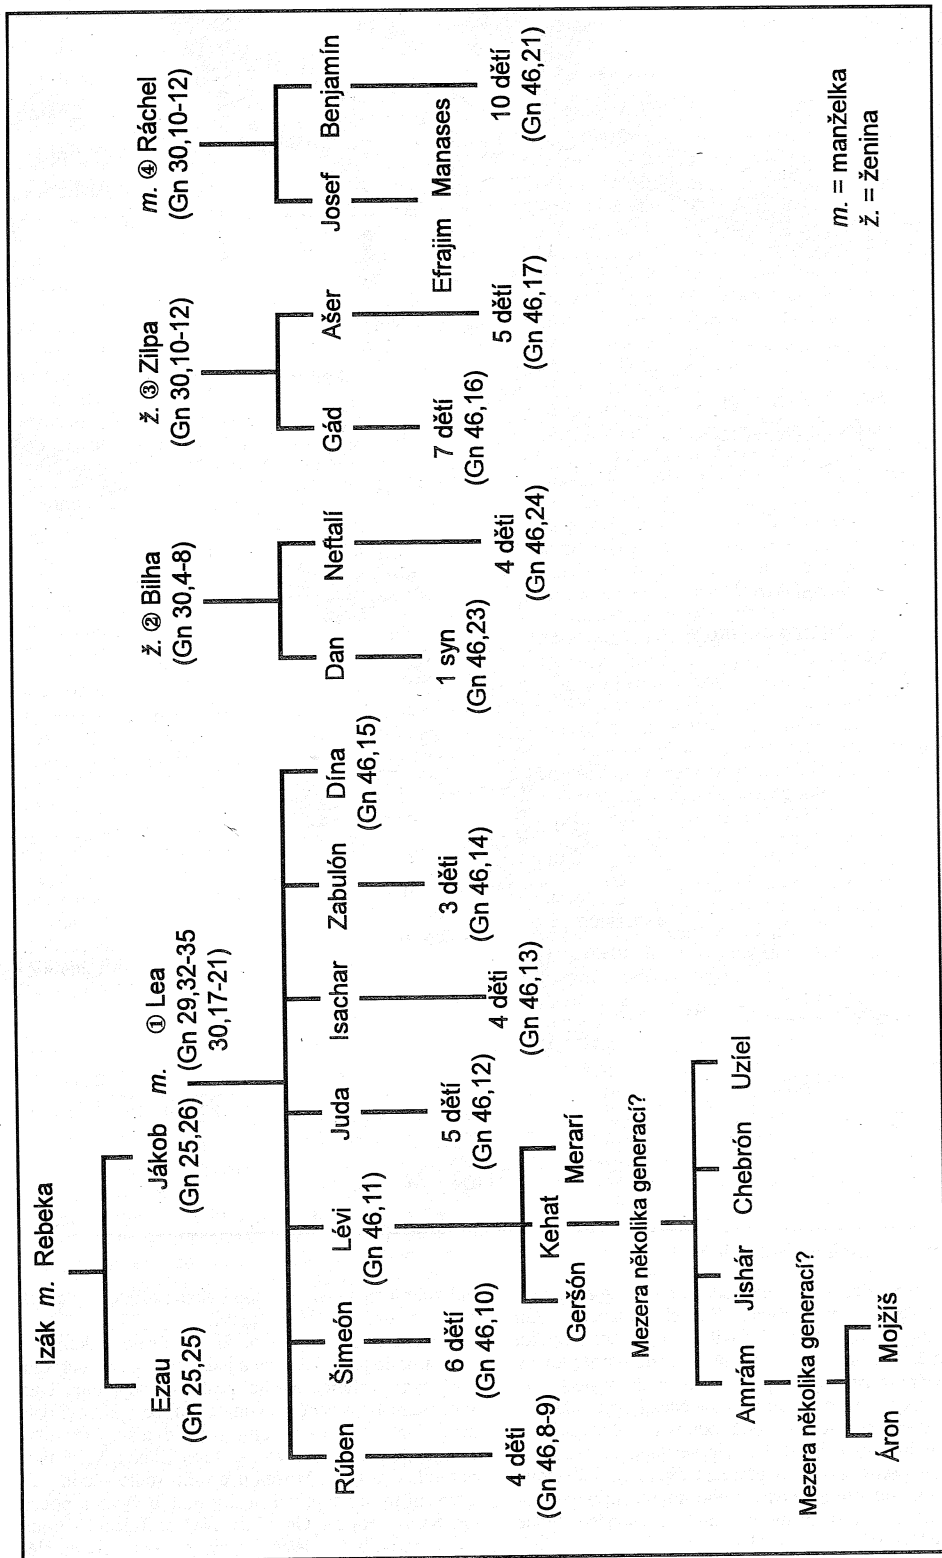 Izák m. Rebeka
Ezau
(Gn 25,25)
Jákob
(Gn 25,26)
m. ① Lea
(Gn 29,32-35
30,17-21)
ž. ② Bilha
(Gn 30,4-8)
ž. ③ Zilpa
(Gn 30,10-12)
m. ④ Ráchel
(Gn 30,10-12)
Rúben
4 děti
(Gn 46,8-9)
Šimeón
6 dětí
(Gn 46,10)
Lévi
(Gn 46,11)
Juda
5 dětí
(Gn 46,12)
Isachar
4 děti
(Gn 46,13)
Zabulón
3 děti
(Gn 46,14)
Dína
(Gn 46,15)
Dan
1 syn
(Gn 46,23)
Neftalí
4 děti
(Gn 46,24)
Gád
7 dětí
(Gn 46,16)
Ašer
5 dětí
(Gn 46,17)
Josef
Efrajim Manases
Benjamín
10 dětí
(Gn 46,21)
Geršón Kehat Merarí
Mezera několika generací?
Amrám Jishár Chebrón Uzíel
Mezera několika generací?
Áron Mojžíš
m. = manželka
ž. = ženina